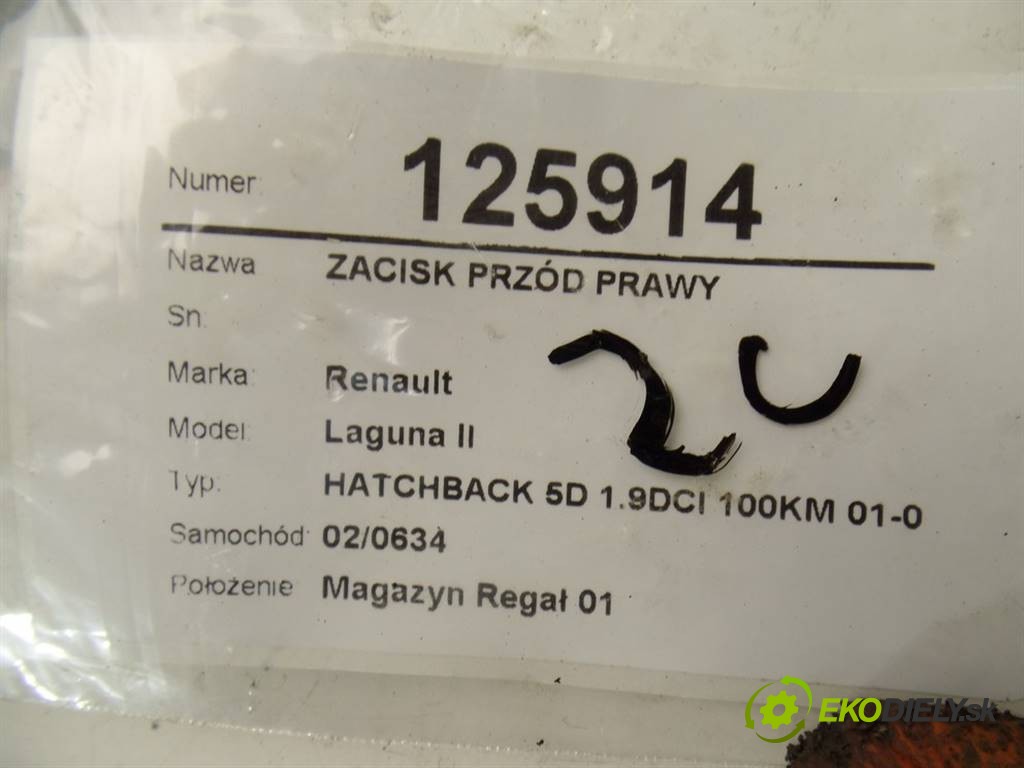 Numer: 125914
Nazwa ZACISK PRZÓD PRAWY
Sn.
Marka: Renault
Model: Laguna II
Typ: HATCHBACK 5D 1.9DCI 100KM 01-0
Samochód: 02/0634
Położenie Magazyn Regał 01
EKODIELY.sk